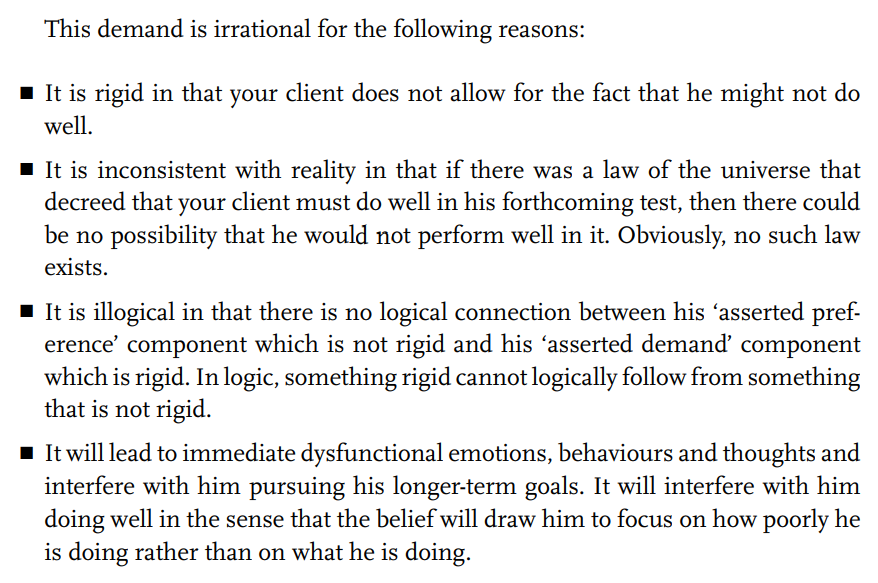 This demand is irrational for the following reasons:
■ It is rigid in that your client does not allow for the fact that he might not do
well.
■ It is inconsistent with reality in that if there was a law of the universe that
decreed that your client must do well in his forthcoming test, then there could
be no possibility that he would not perform well in it. Obviously, no such law
exists.
■ It is illogical in that there is no logical connection between his ‘asserted pref-
erence’ component which is not rigid and his ‘asserted demand’ component
which is rigid. In logic, something rigid cannot logically follow from something
that is not rigid.
■ It will lead to immediate dysfunctional emotions, behaviours and thoughts and
interfere with him pursuing his longer-term goals. It will interfere with him
doing well in the sense that the belief will draw him to focus on how poorly he
is doing rather than on what he is doing.